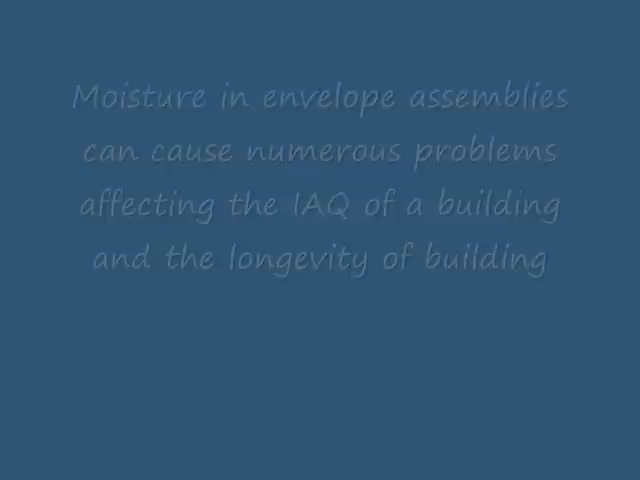 Moisture in envelope assemblies
can cause numerous problems
affecting the IAQ of a building
and the longevity of building